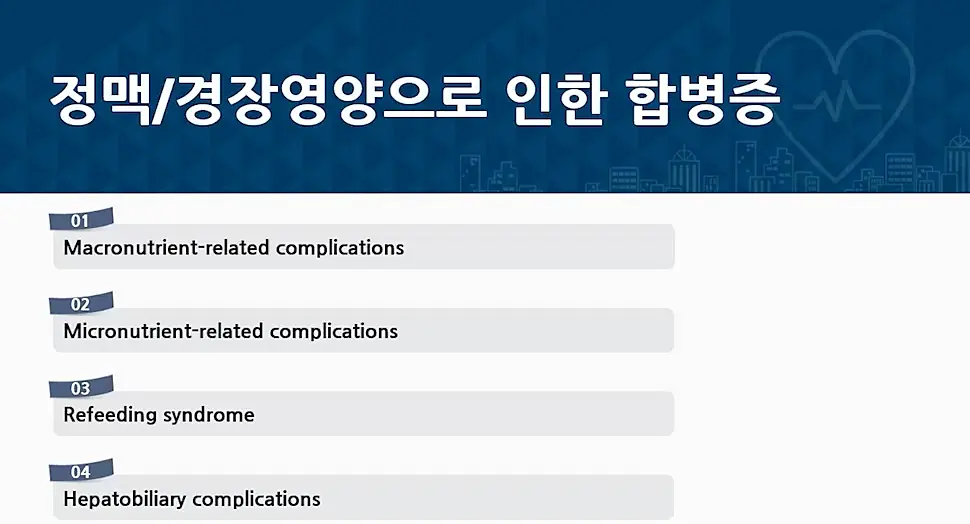 정맥/경장영양으로 인한 합병증
01
Macronutrient-related complications
02
Micronutrient-related complications
03
Refeeding syndrome
04
Hepatobiliary complications